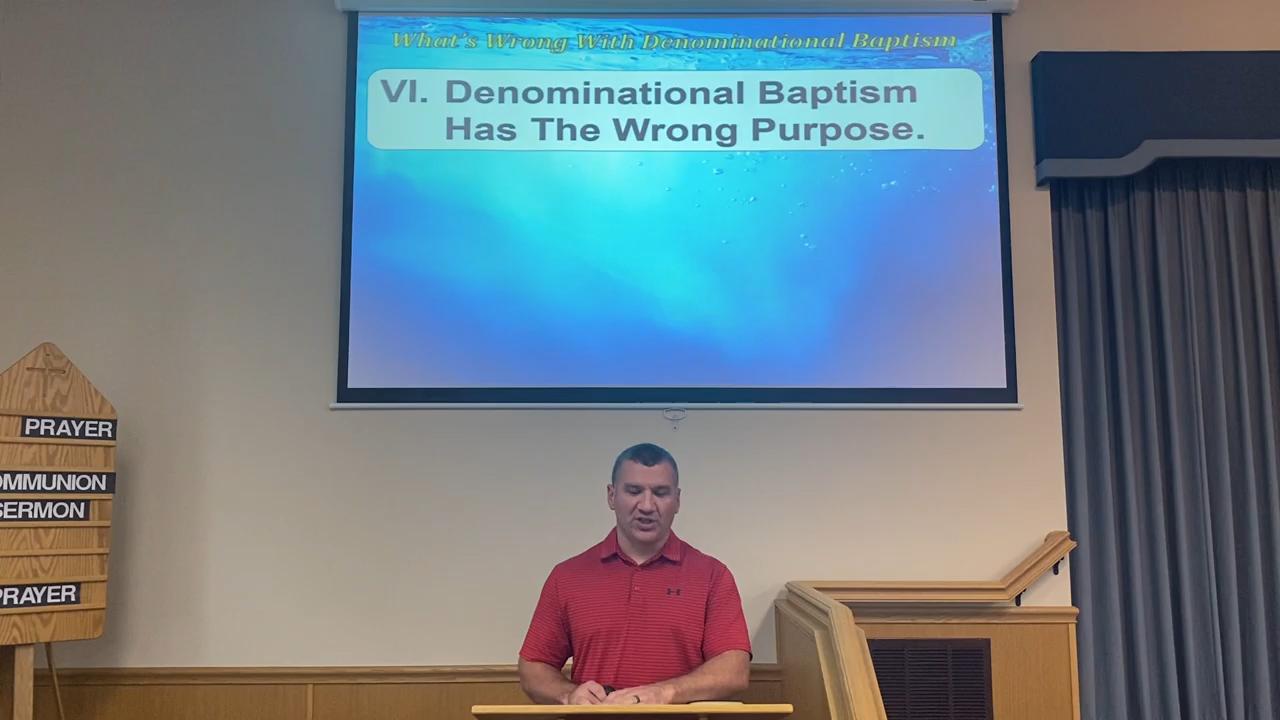 What's Wrong With Denominational Baptism
VI. Denominational Baptism
Has The Wrong Purpose.
PRAYER
OMMUNION
SERMON
PRAYER